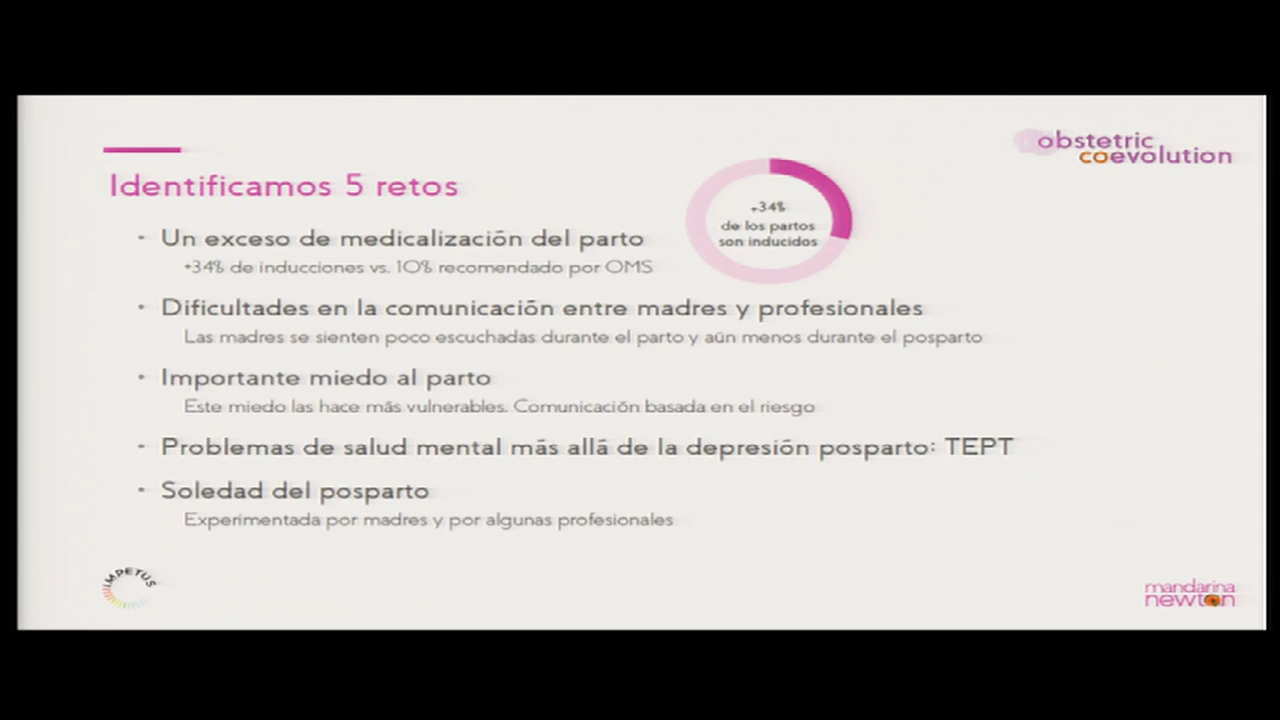 obstetric
coevolution
Identificamos 5 retos
+34%
de los partos
son inducidos
• Un exceso de medicalización del parto
+34% de inducciones vs. 10% recomendado por OMS
• Dificultades en la comunicación entre madres y profesionales
Las madres se sienten poco escuchadas durante el parto y aún menos durante el posparto
• Importante miedo al parto
Este miedo las hace más vulnerables. Comunicación basada en el riesgo
• Problemas de salud mental más allá de la depresión posparto: TEPT
• Soledad del posparto
Experimentada por madres y por algunas profesionales
IMPETUS
mandarina
newton